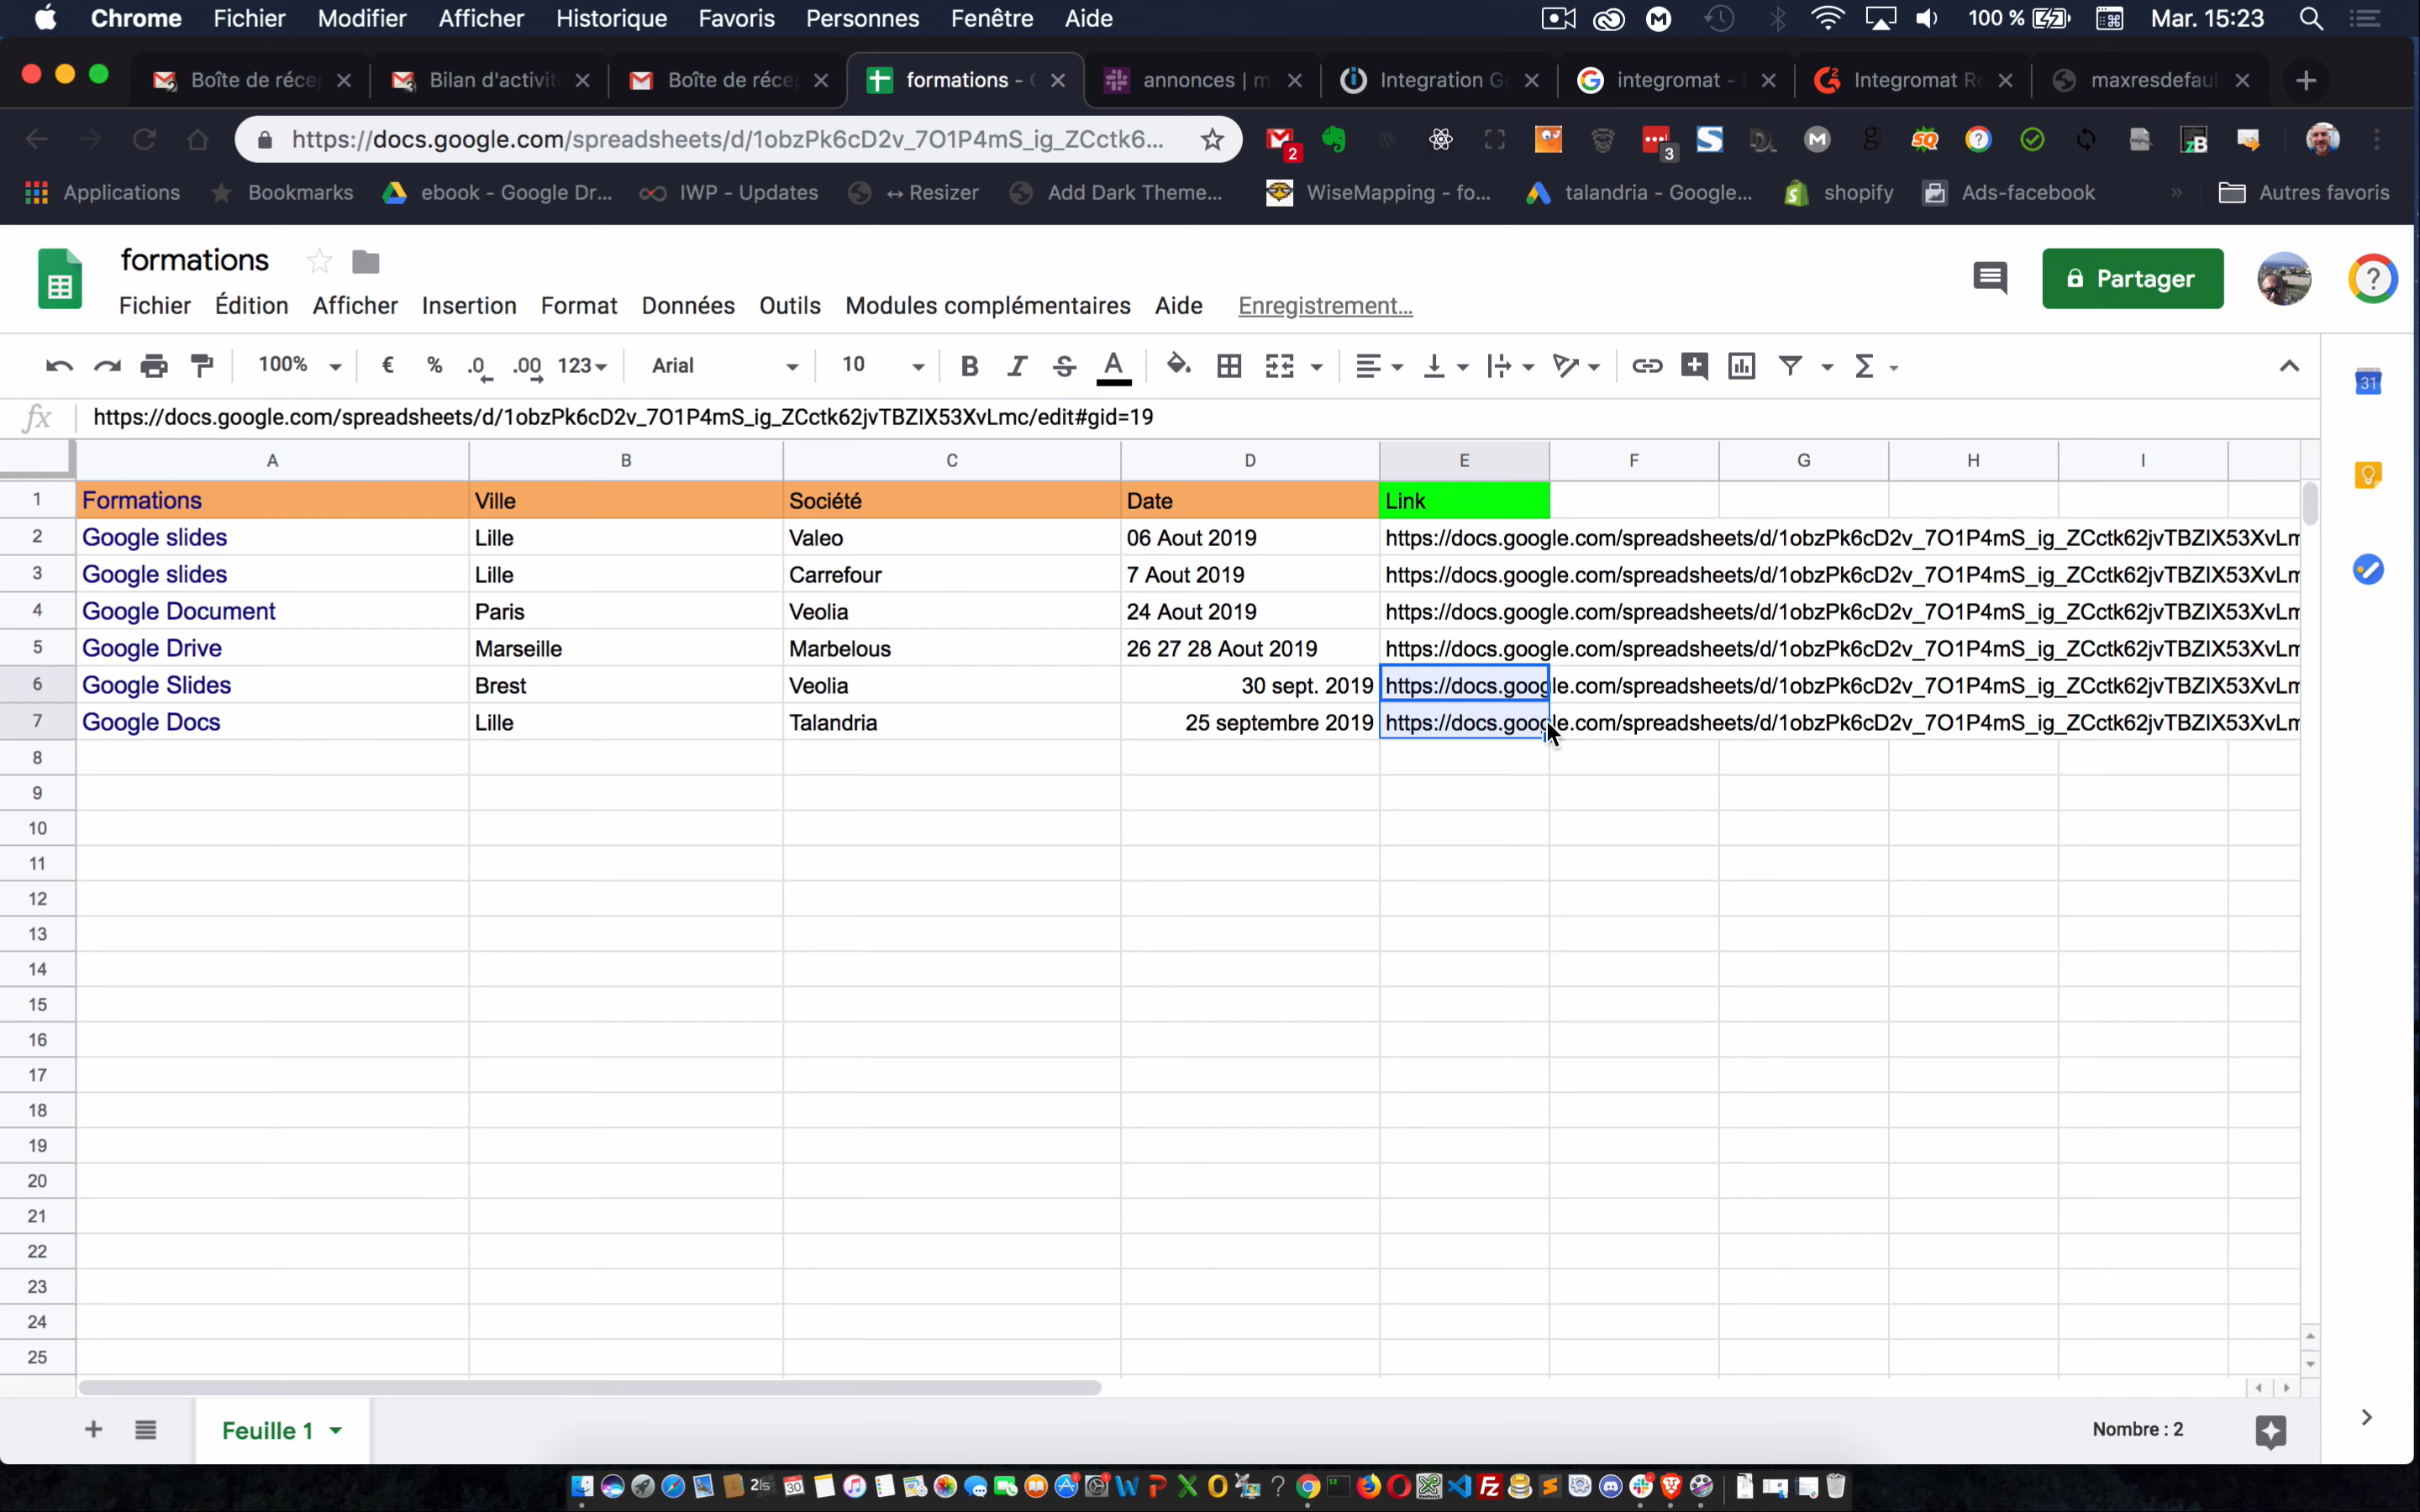 Chrome Fichier Modifier Afficher Historique Favoris Personnes Fenêtre Aide 100 % Mar. 15:23
Boîte de réce Bilan d'activit Boîte de réce formations - annonces | m Integration G integromat - Integromat Re maxresdefaul
https://docs.google.com/spreadsheets/d/1obzPk6cD2v_7O1P4mS_ig_ZCctk6... 2 3
Applications Bookmarks ebook - Google Dr... IWP - Updates ↔ Resizer Add Dark Theme... WiseMapping - fo... talandria - Google... shopify Ads-facebook » Autres favoris
formations
Partager
Fichier Édition Afficher Insertion Format Données Outils Modules complémentaires Aide Enregistrement...
100% € % .0 .00 123 Arial 10 B I S A Σ
31
fx https://docs.google.com/spreadsheets/d/1obzPk6cD2v_7O1P4mS_ig_ZCctk62jvTBZIX53XvLmc/edit#gid=19
A B C D E F G H I
1 Formations Ville Société Date Link
2 Google slides Lille Valeo 06 Aout 2019 https://docs.google.com/spreadsheets/d/1obzPk6cD2v_7O1P4mS_ig_ZCctk62jvTBZIX53XvLm
3 Google slides Lille Carrefour 7 Aout 2019 https://docs.google.com/spreadsheets/d/1obzPk6cD2v_7O1P4mS_ig_ZCctk62jvTBZIX53XvLm
4 Google Document Paris Veolia 24 Aout 2019 https://docs.google.com/spreadsheets/d/1obzPk6cD2v_7O1P4mS_ig_ZCctk62jvTBZIX53XvLm
5 Google Drive Marseille Marbelous 26 27 28 Aout 2019 https://docs.google.com/spreadsheets/d/1obzPk6cD2v_7O1P4mS_ig_ZCctk62jvTBZIX53XvLm
6 Google Slides Brest Veolia 30 sept. 2019 https://docs.google.com/spreadsheets/d/1obzPk6cD2v_7O1P4mS_ig_ZCctk62jvTBZIX53XvLm
7 Google Docs Lille Talandria 25 septembre 2019 https://docs.google.com/spreadsheets/d/1obzPk6cD2v_7O1P4mS_ig_ZCctk62jvTBZIX53XvLm
8
9
10
11
12
13
14
15
16
17
18
19
20
21
22
23
24
25
Feuille 1 Nombre : 2